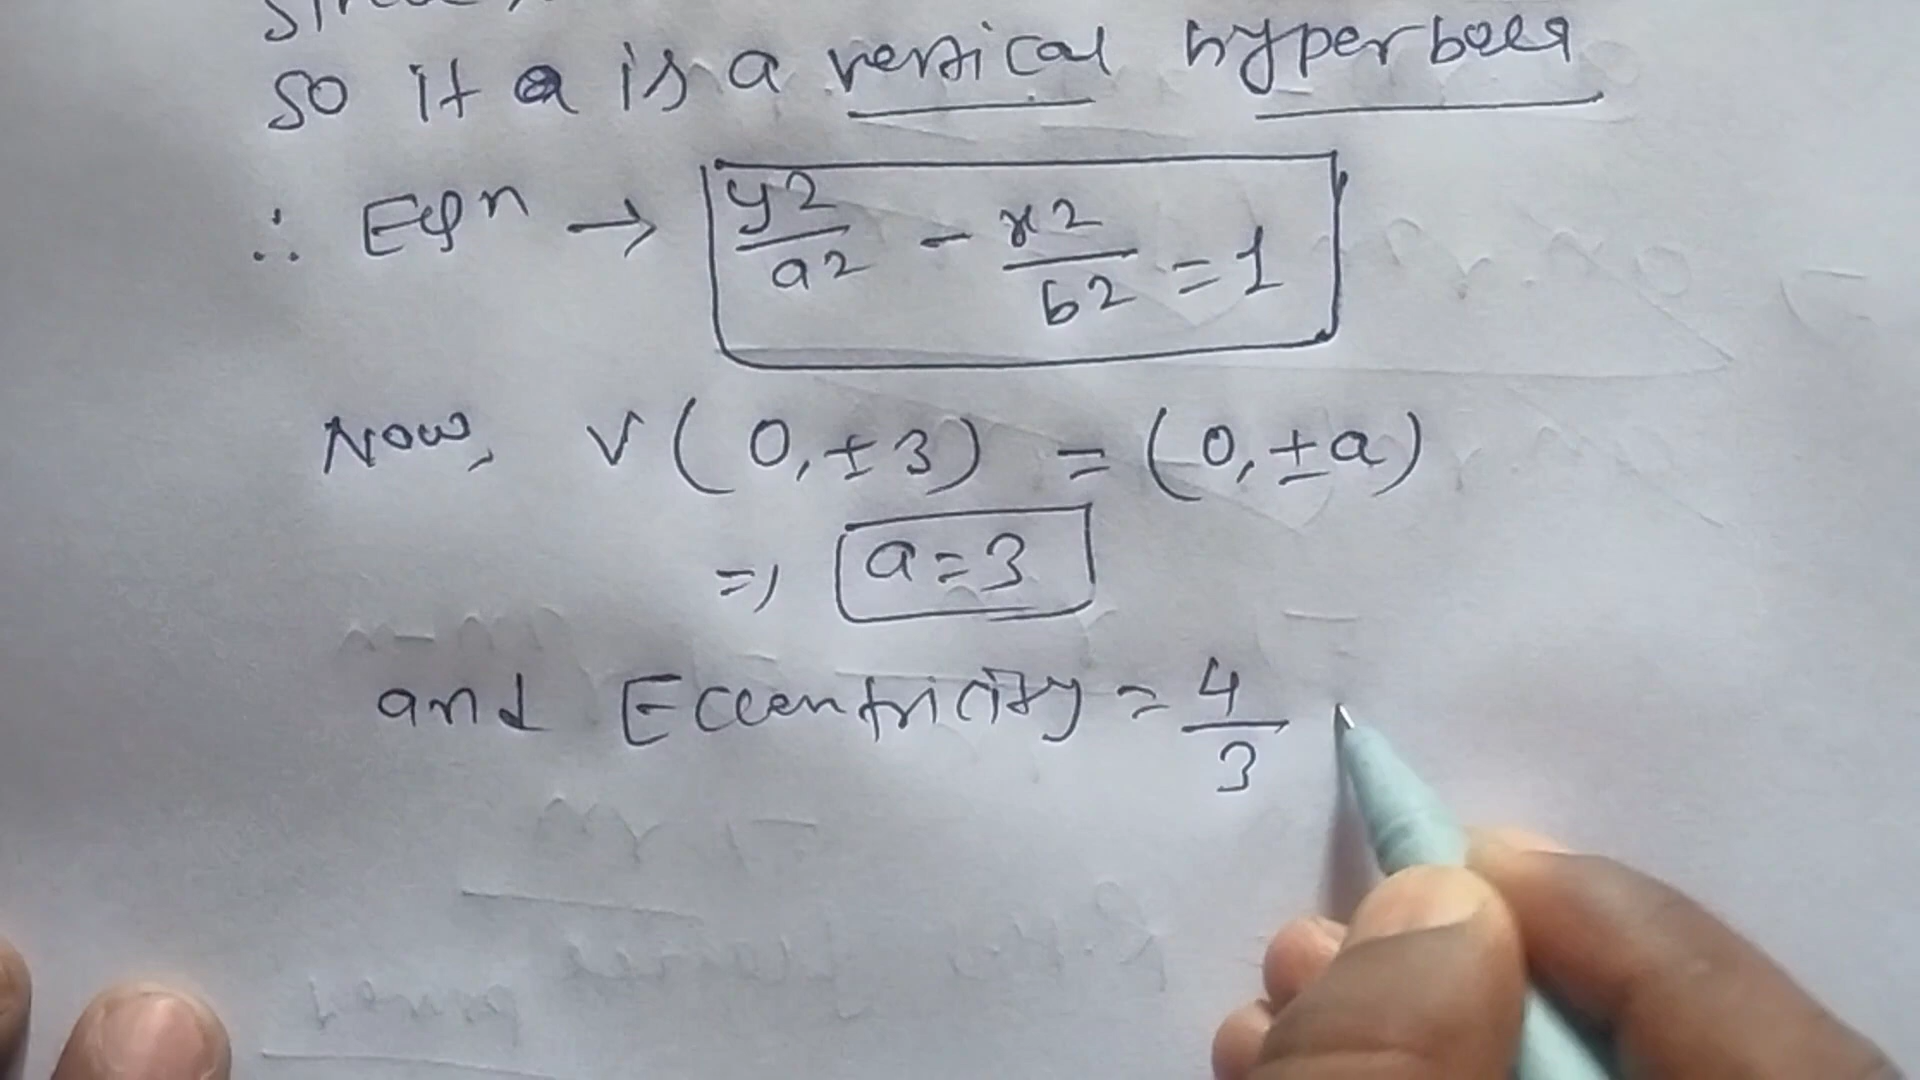 so it a is a vertical hyperbola
∴ Eqn → y2/a2 - x2/b2 = 1
Now, V( 0, ± 3 ) = ( 0, ± a )
=) a = 3
and Eccentricity = 4/3